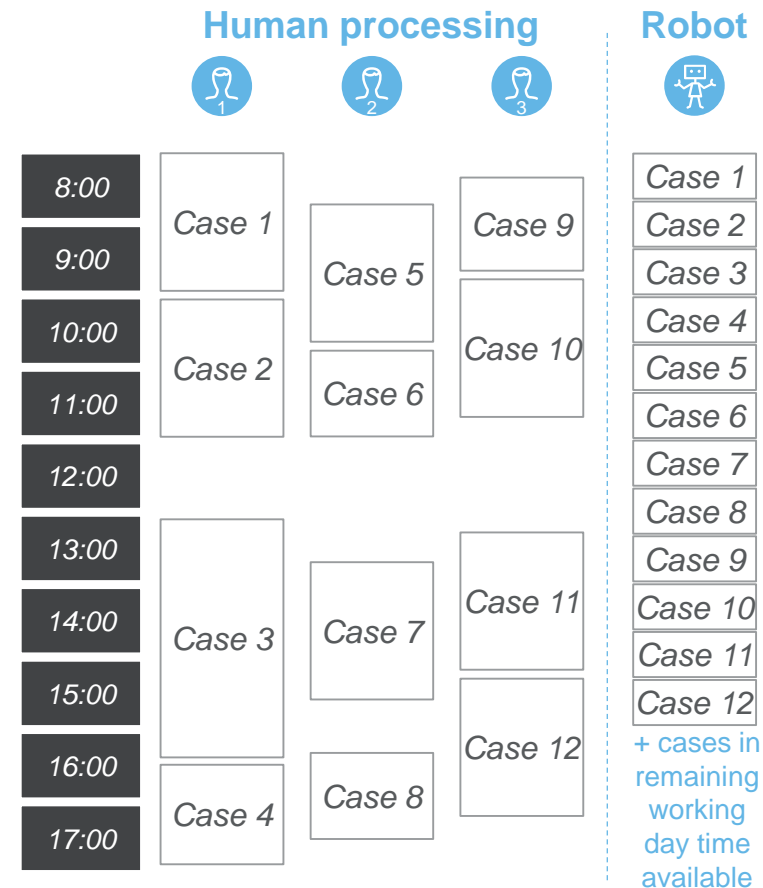 Human processing
Robot
1
2
3
8:00
9:00
10:00
11:00
12:00
13:00
14:00
15:00
16:00
17:00
Case 1
Case 2
Case 3
Case 4
Case 5
Case 6
Case 7
Case 8
Case 9
Case 10
Case 11
Case 12
Case 1
Case 2
Case 3
Case 4
Case 5
Case 6
Case 7
Case 8
Case 9
Case 10
Case 11
Case 12
+ cases in
remaining
working
day time
available